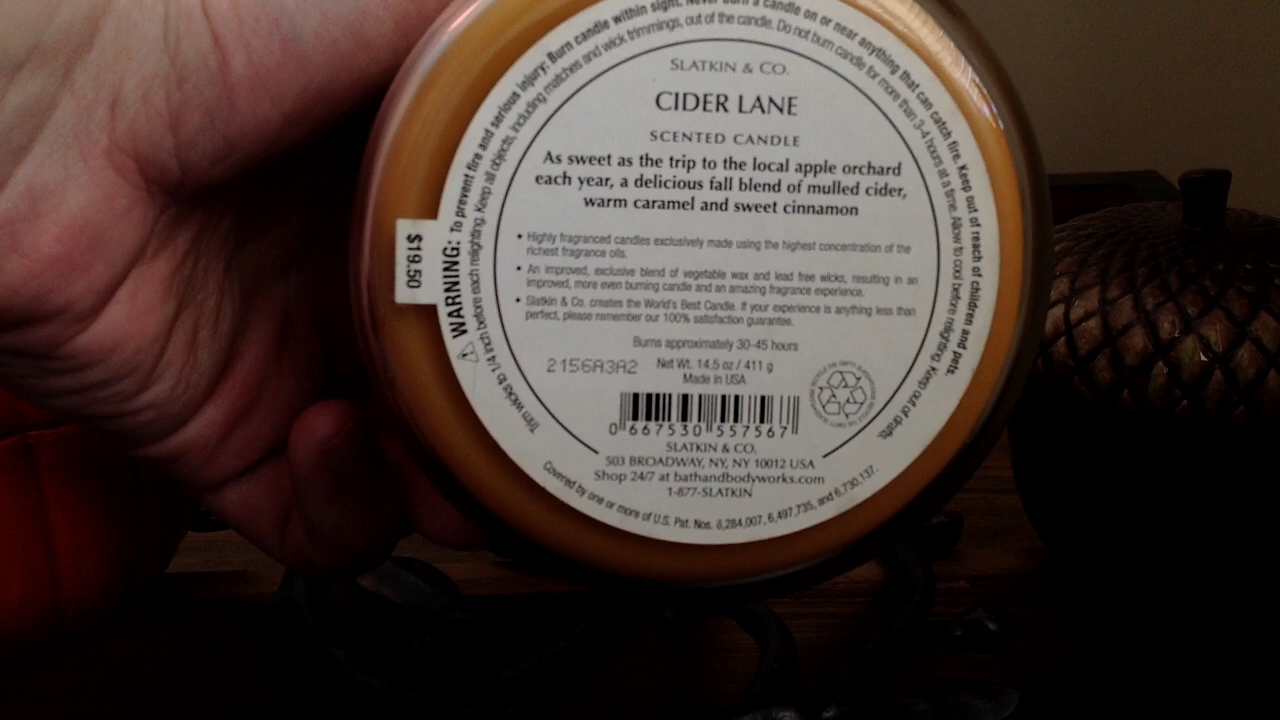 SLATKIN & CO.
CIDER LANE
SCENTED CANDLE
As sweet as the trip to the local apple orchard
each year, a delicious fall blend of mulled cider,
warm caramel and sweet cinnamon
• Highly fragranced candles exclusively made using the highest concentration of the
richest fragrance oils.
• An improved, exclusive blend of vegetable wax and lead free wicks, resulting in an
improved, more even burning candle and an amazing fragrance experience.
• Slatkin & Co. creates the World's Best Candle. If your experience is anything less than
perfect, please remember our 100% satisfaction guarantee.
Burns approximately 30-45 hours
2156A3A2
Net Wt. 14.5 oz / 411 g
Made in USA
0 667530 557567
SLATKIN & CO.
503 BROADWAY, NY, NY 10012 USA
Shop 24/7 at bathandbodyworks.com
1-877-SLATKIN
Covered by one or more of U.S. Pat. Nos. 6,284,007, 6,497,735, and 6,730,137.
$19.50
WARNING: To prevent fire and serious injury: Burn candle within sight. Never burn a candle on or near anything that can catch fire. Keep out of reach of children and pets.
Trim wicks to 1/4 inch before each relighting. Keep all objects, including matches and wick trimmings, out of the candle. Do not burn candle for more than 3-4 hours at a time. Allow to cool before relighting. Keep out of drafts.